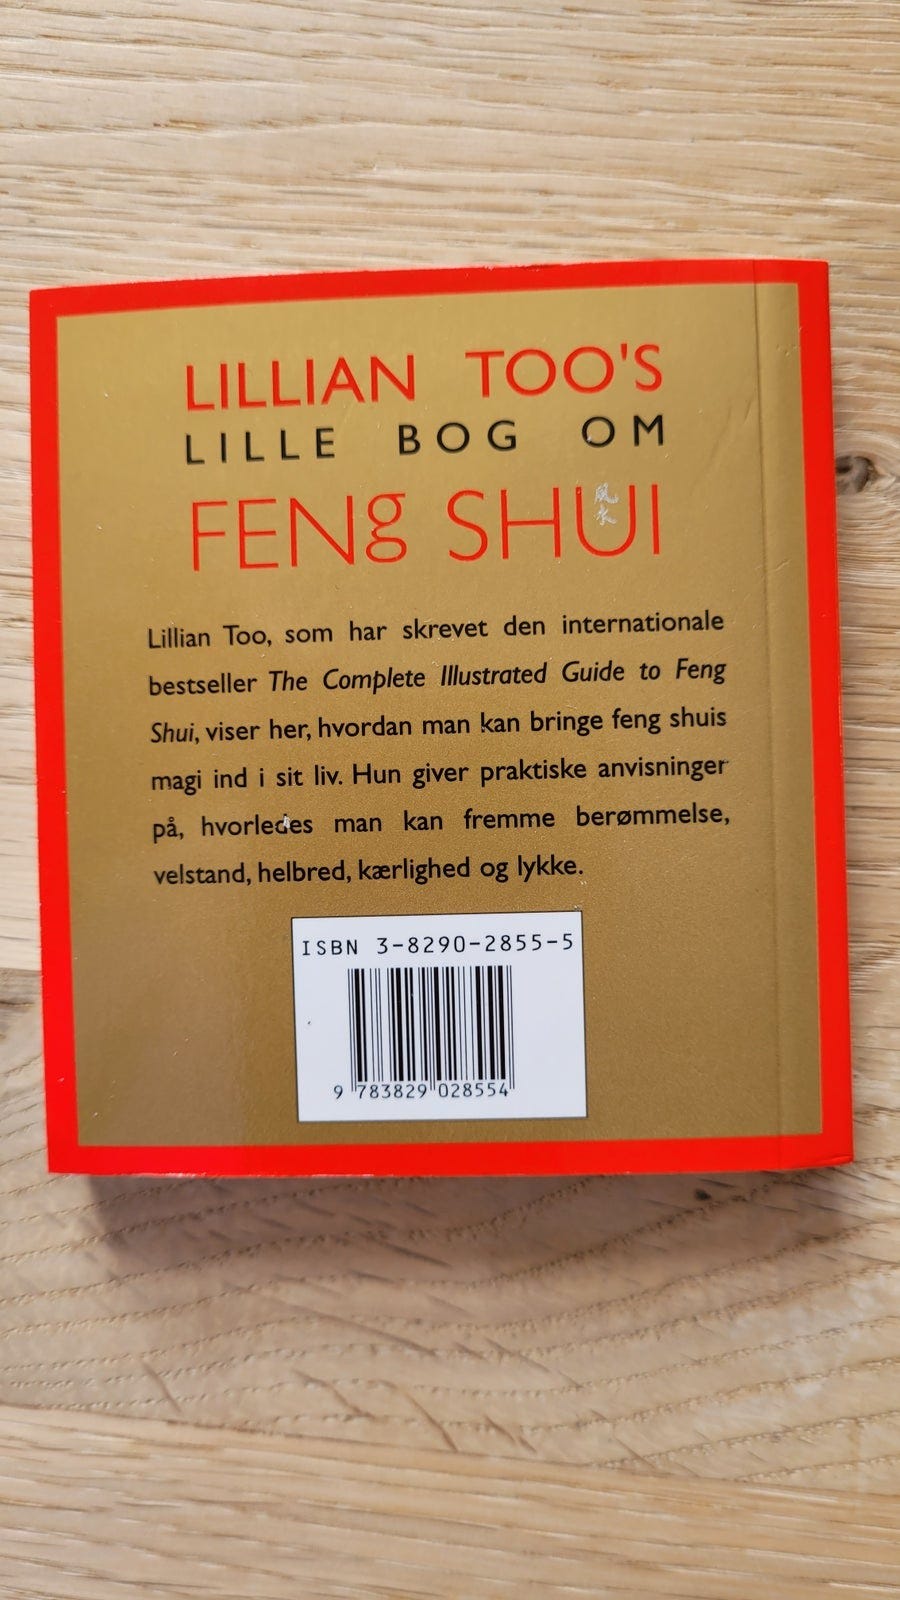 LILLIAN TOO'S
LILLE BOG OM
FENg SHUI
風水
Lillian Too, som har skrevet den internationale
bestseller The Complete Illustrated Guide to Feng
Shui, viser her, hvordan man kan bringe feng shuis
magi ind i sit liv. Hun giver praktiske anvisninger
på, hvorledes man kan fremme berømmelse,
velstand, helbred, kærlighed og lykke.
ISBN 3-8290-2855-5
9 783829 028554